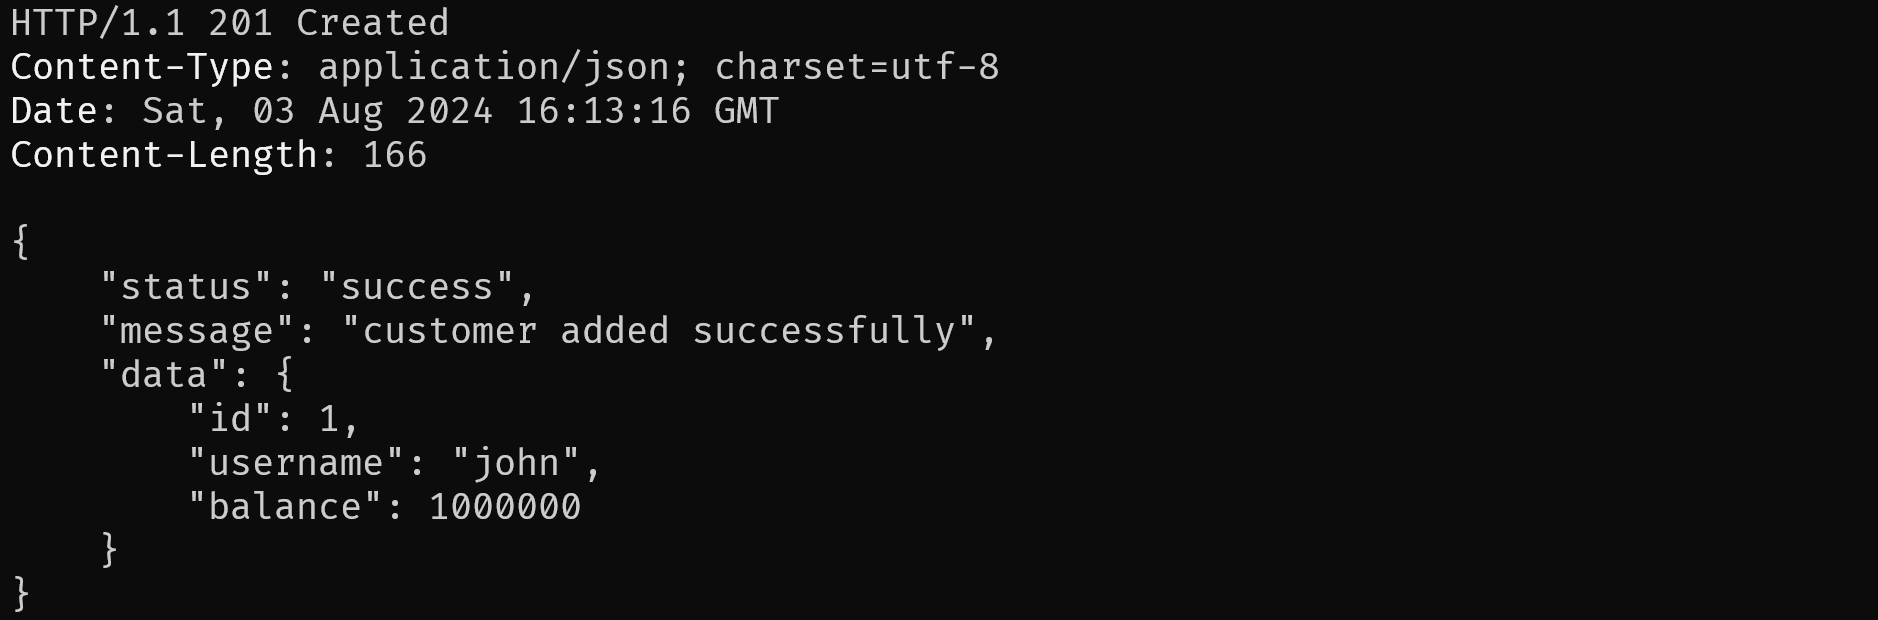 HTTP/1.1 201 Created
Content-Type: application/json; charset=utf-8
Date: Sat, 03 Aug 2024 16:13:16 GMT
Content-Length: 166

{
    "status": "success",
    "message": "customer added successfully",
    "data": {
        "id": 1,
        "username": "john",
        "balance": 1000000
    }
}